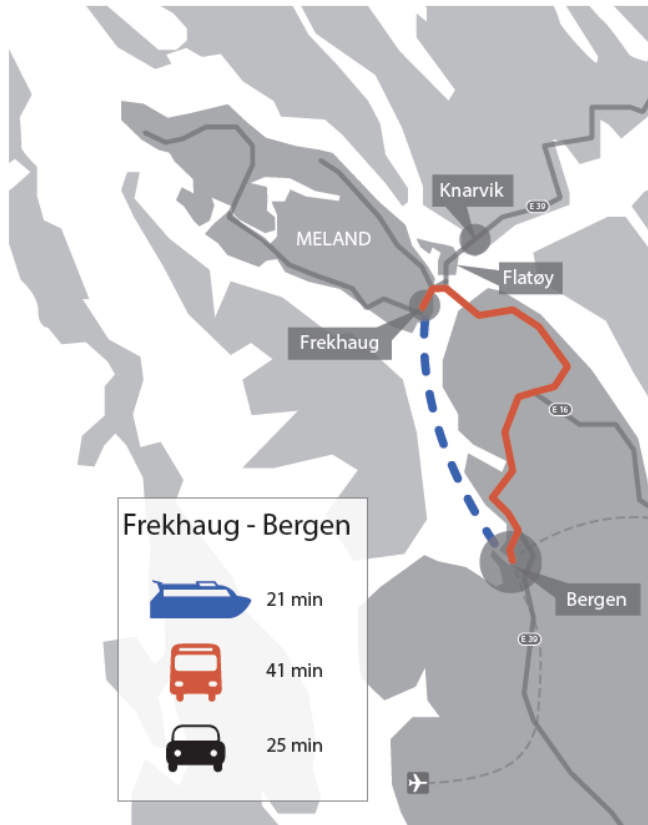 Knarvik
E 39
MELAND
Flatøy
Frekhaug
E 16
Frekhaug - Bergen
21 min
Bergen
E 39
41 min
25 min